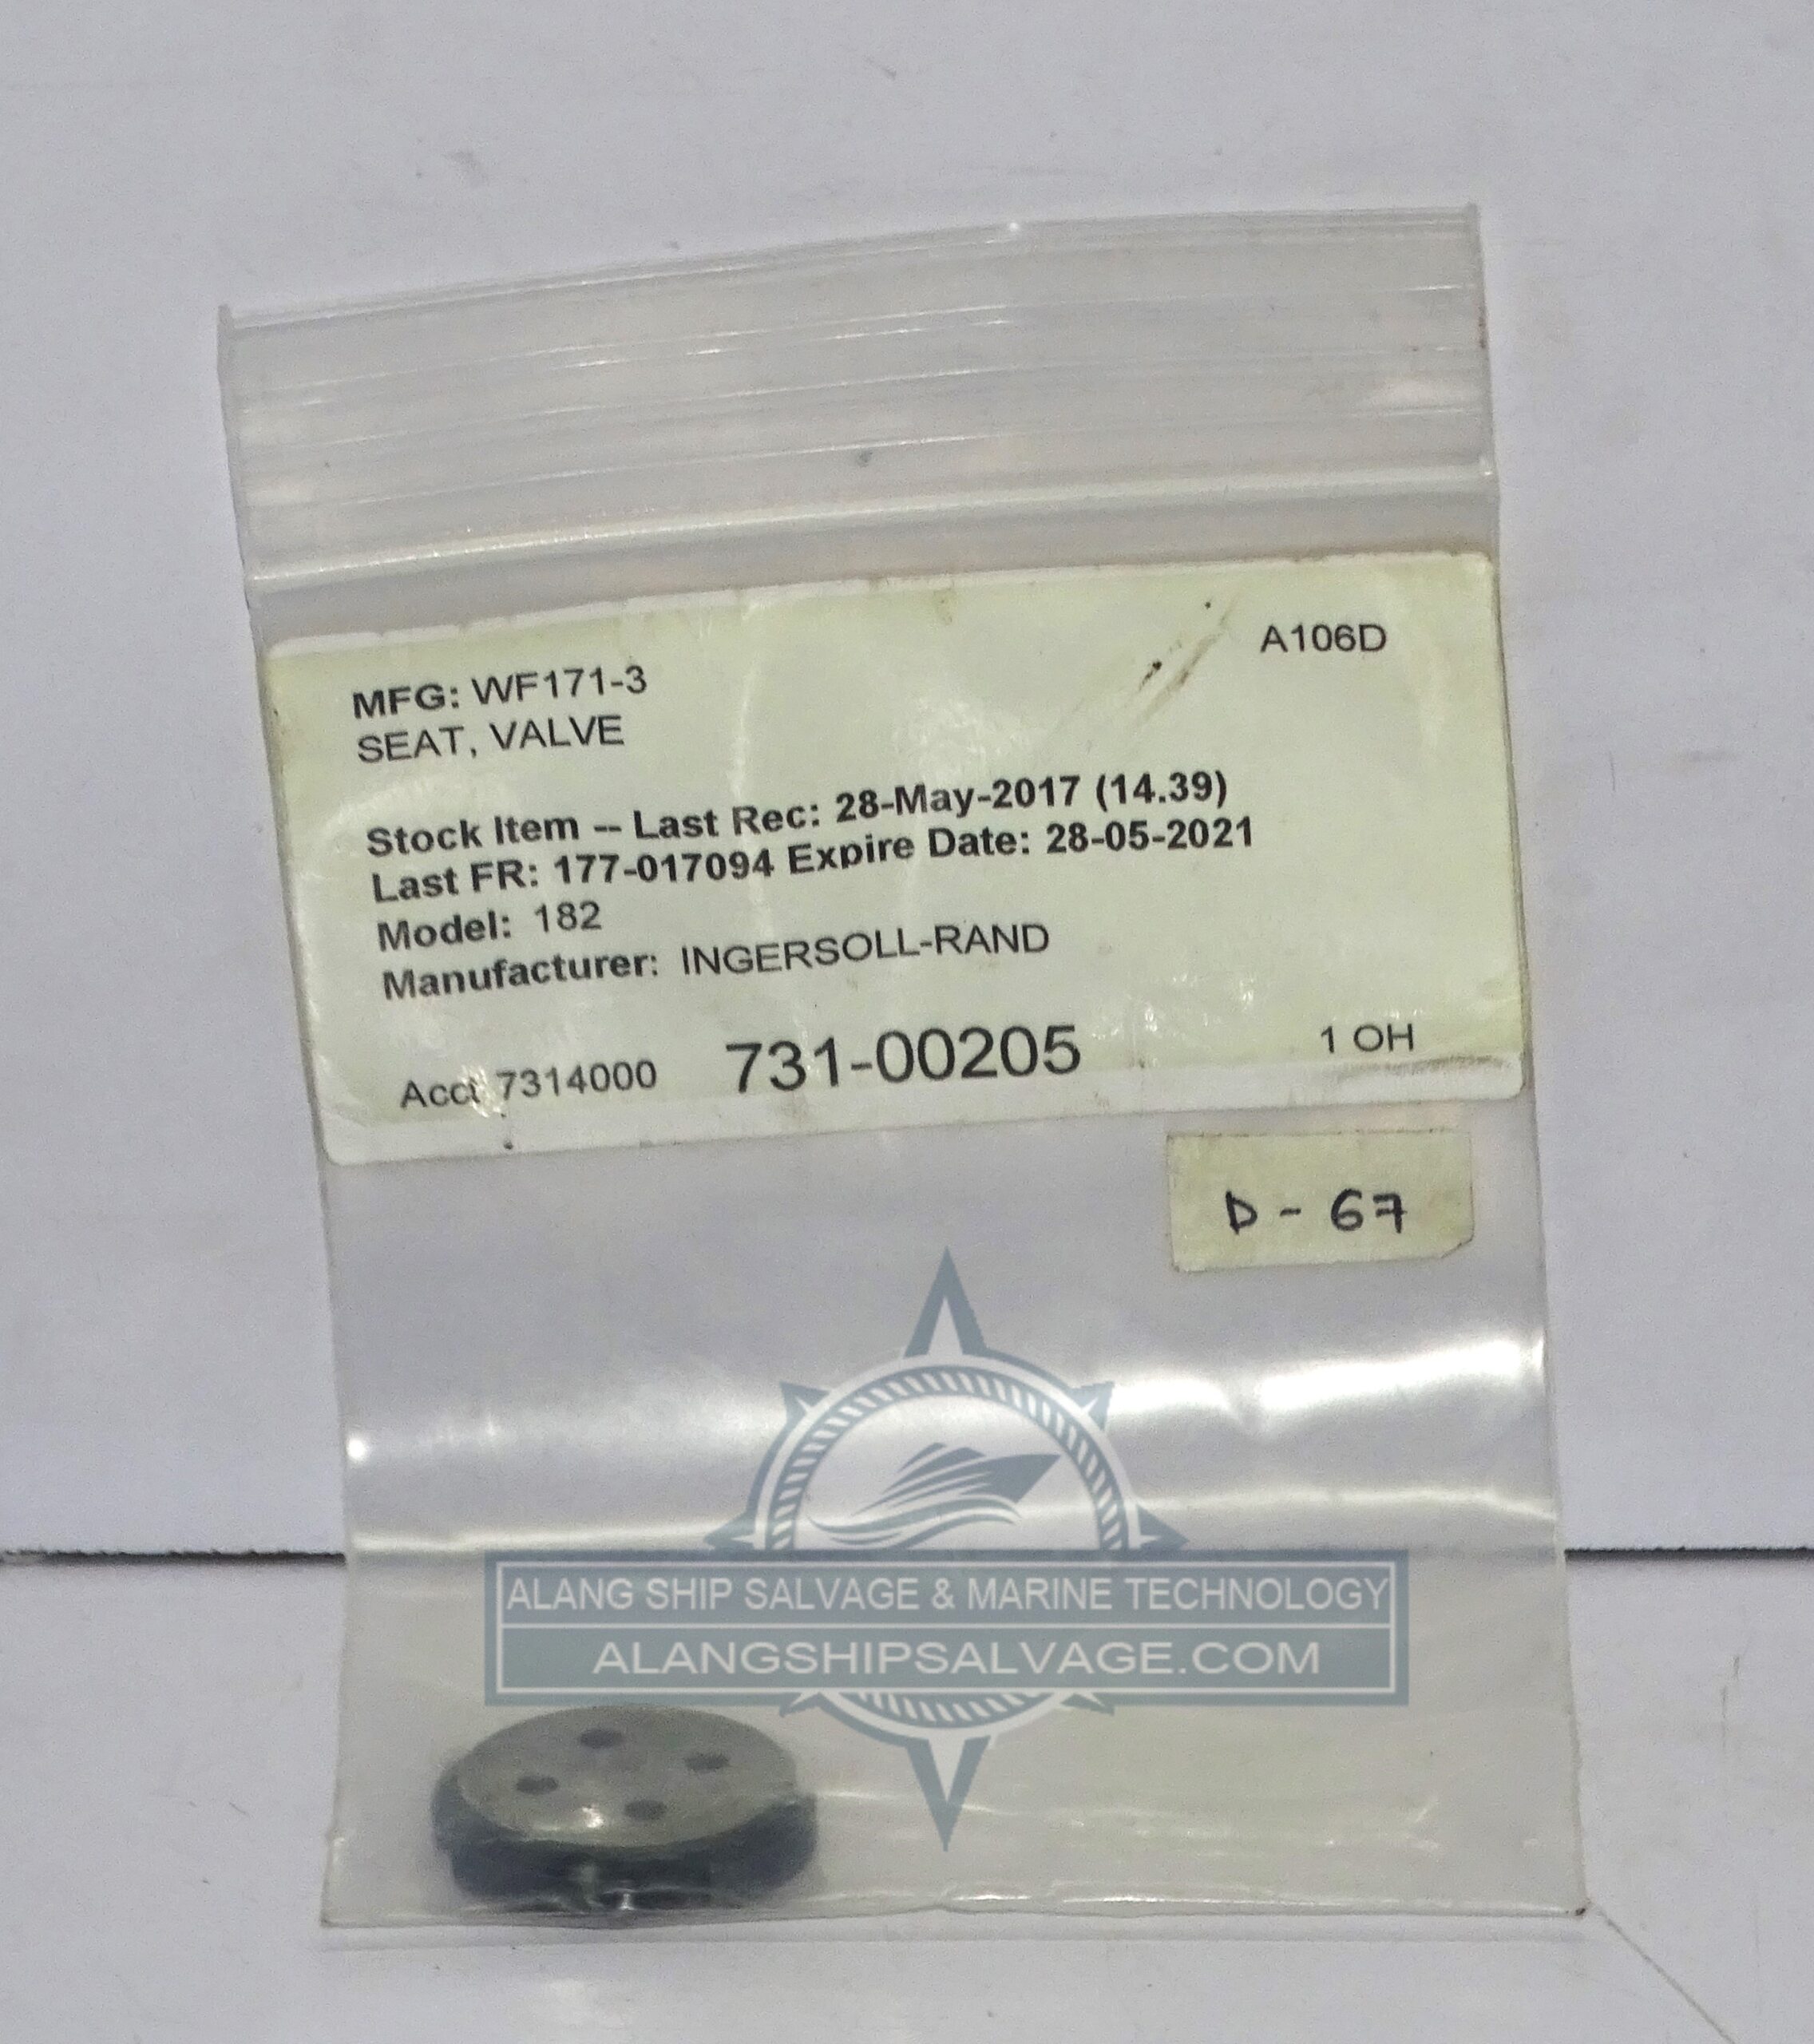 A106D
MFG: WF171-3
SEAT, VALVE
Stock Item -- Last Rec: 28-May-2017 (14.39)
Last FR: 177-017094 Expire Date: 28-05-2021
Model: 182
Manufacturer: INGERSOLL-RAND
Acct 7314000 731-00205 1 OH
D - 67
ALANG SHIP SALVAGE & MARINE TECHNOLOGY
ALANGSHIPSALVAGE.COM